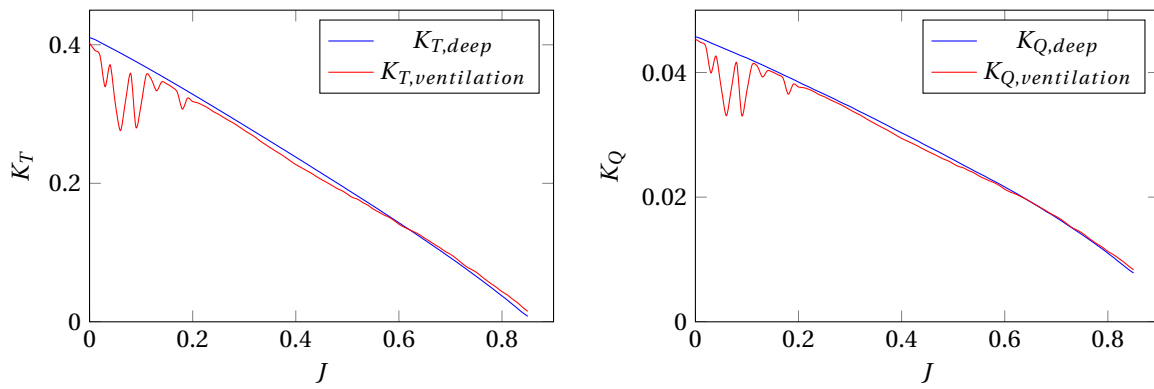 0.4
0.2
0
K_T
K_{T,deep}
K_{T,ventilation}
0 0.2 0.4 0.6 0.8
J
0.04
0.02
0
K_Q
K_{Q,deep}
K_{Q,ventilation}
0 0.2 0.4 0.6 0.8
J